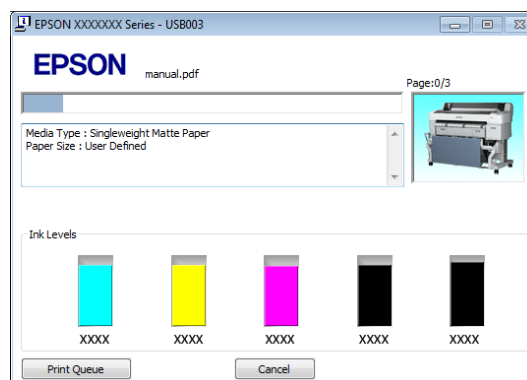 EPSON XXXXXXX Series - USB003
EPSON
manual.pdf
Page:0/3
Media Type : Singleweight Matte Paper
Paper Size : User Defined
Ink Levels
XXXX XXXX XXXX XXXX XXXX
Print Queue Cancel